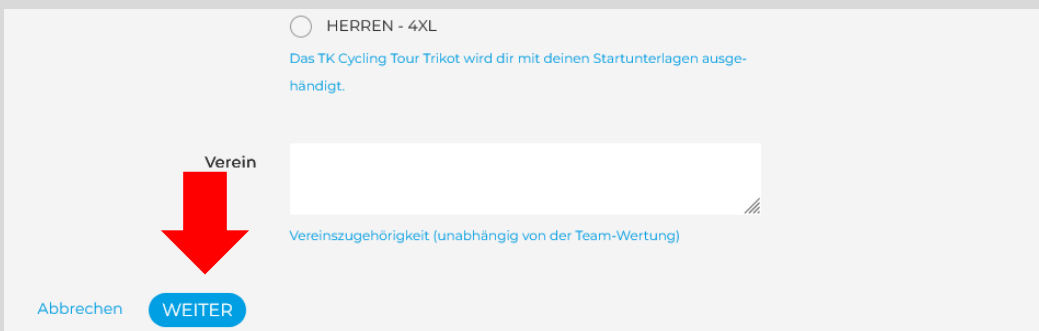 HERREN - 4XL
Das TK Cycling Tour Trikot wird dir mit deinen Startunterlagen ausge-
händigt.
Verein
Vereinszugehörigkeit (unabhängig von der Team-Wertung)
Abbrechen WEITER